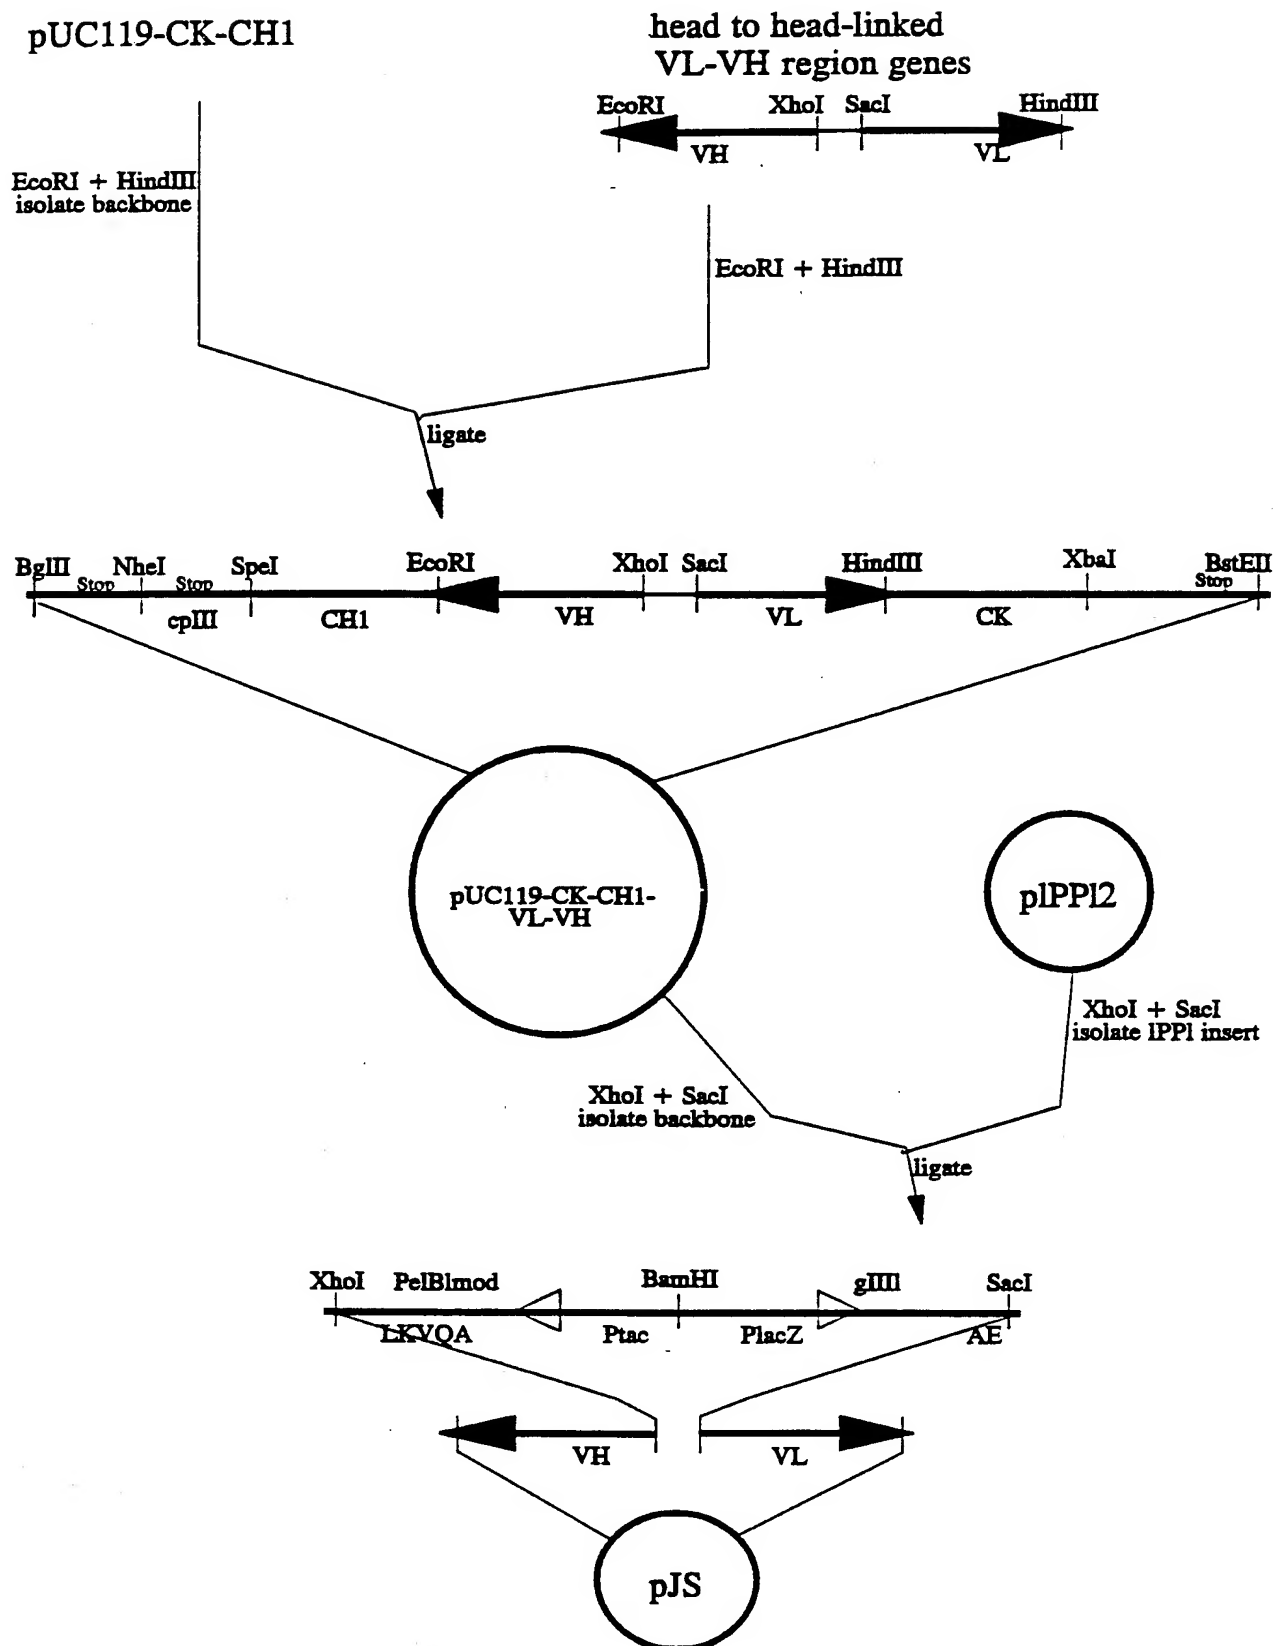 pUC119-CK-CH1
head to head-linked
VL-VH region genes
EcoRI XhoI SacI HindIII
VH VL
EcoRI + HindIII
isolate backbone
EcoRI + HindIII
ligate
BglII NheI SpeI EcoRI XhoI SacI HindIII XbaI BstEII
Stop Stop Stop
cpIII CH1 VH VL CK
pUC119-CK-CH1-
VL-VH
plPPl2
XhoI + SacI
isolate lPPl insert
XhoI + SacI
isolate backbone
ligate
XhoI PelBlmod BamHI gIIIl SacI
LKVQA Ptac PlacZ AE
VH VL
pJS